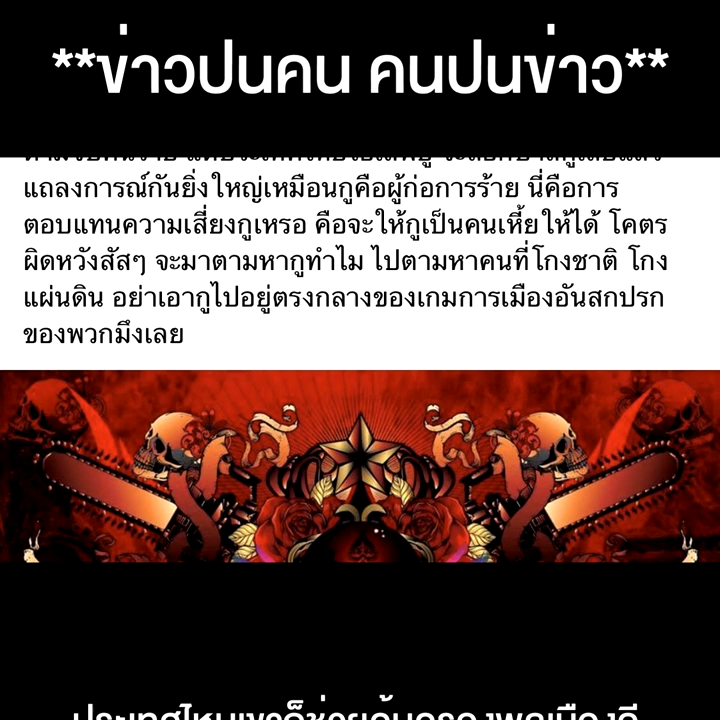 **ข่าวปนคน คนปนข่าว**
แถลงการณ์กันยิ่งใหญ่เหมือนกูคือผู้ก่อการร้าย นี่คือการ
ตอบแทนความเสี่ยงกูเหรอ คือจะให้กูเป็นคนเหี้ยให้ได้ โคตร
ผิดหวังสัสๆ จะมาตามหากูทำไม ไปตามหาคนที่โกงชาติ โกง
แผ่นดิน อย่าเอากูไปอยู่ตรงกลางของเกมการเมืองอันสกปรก
ของพวกมึงเลย